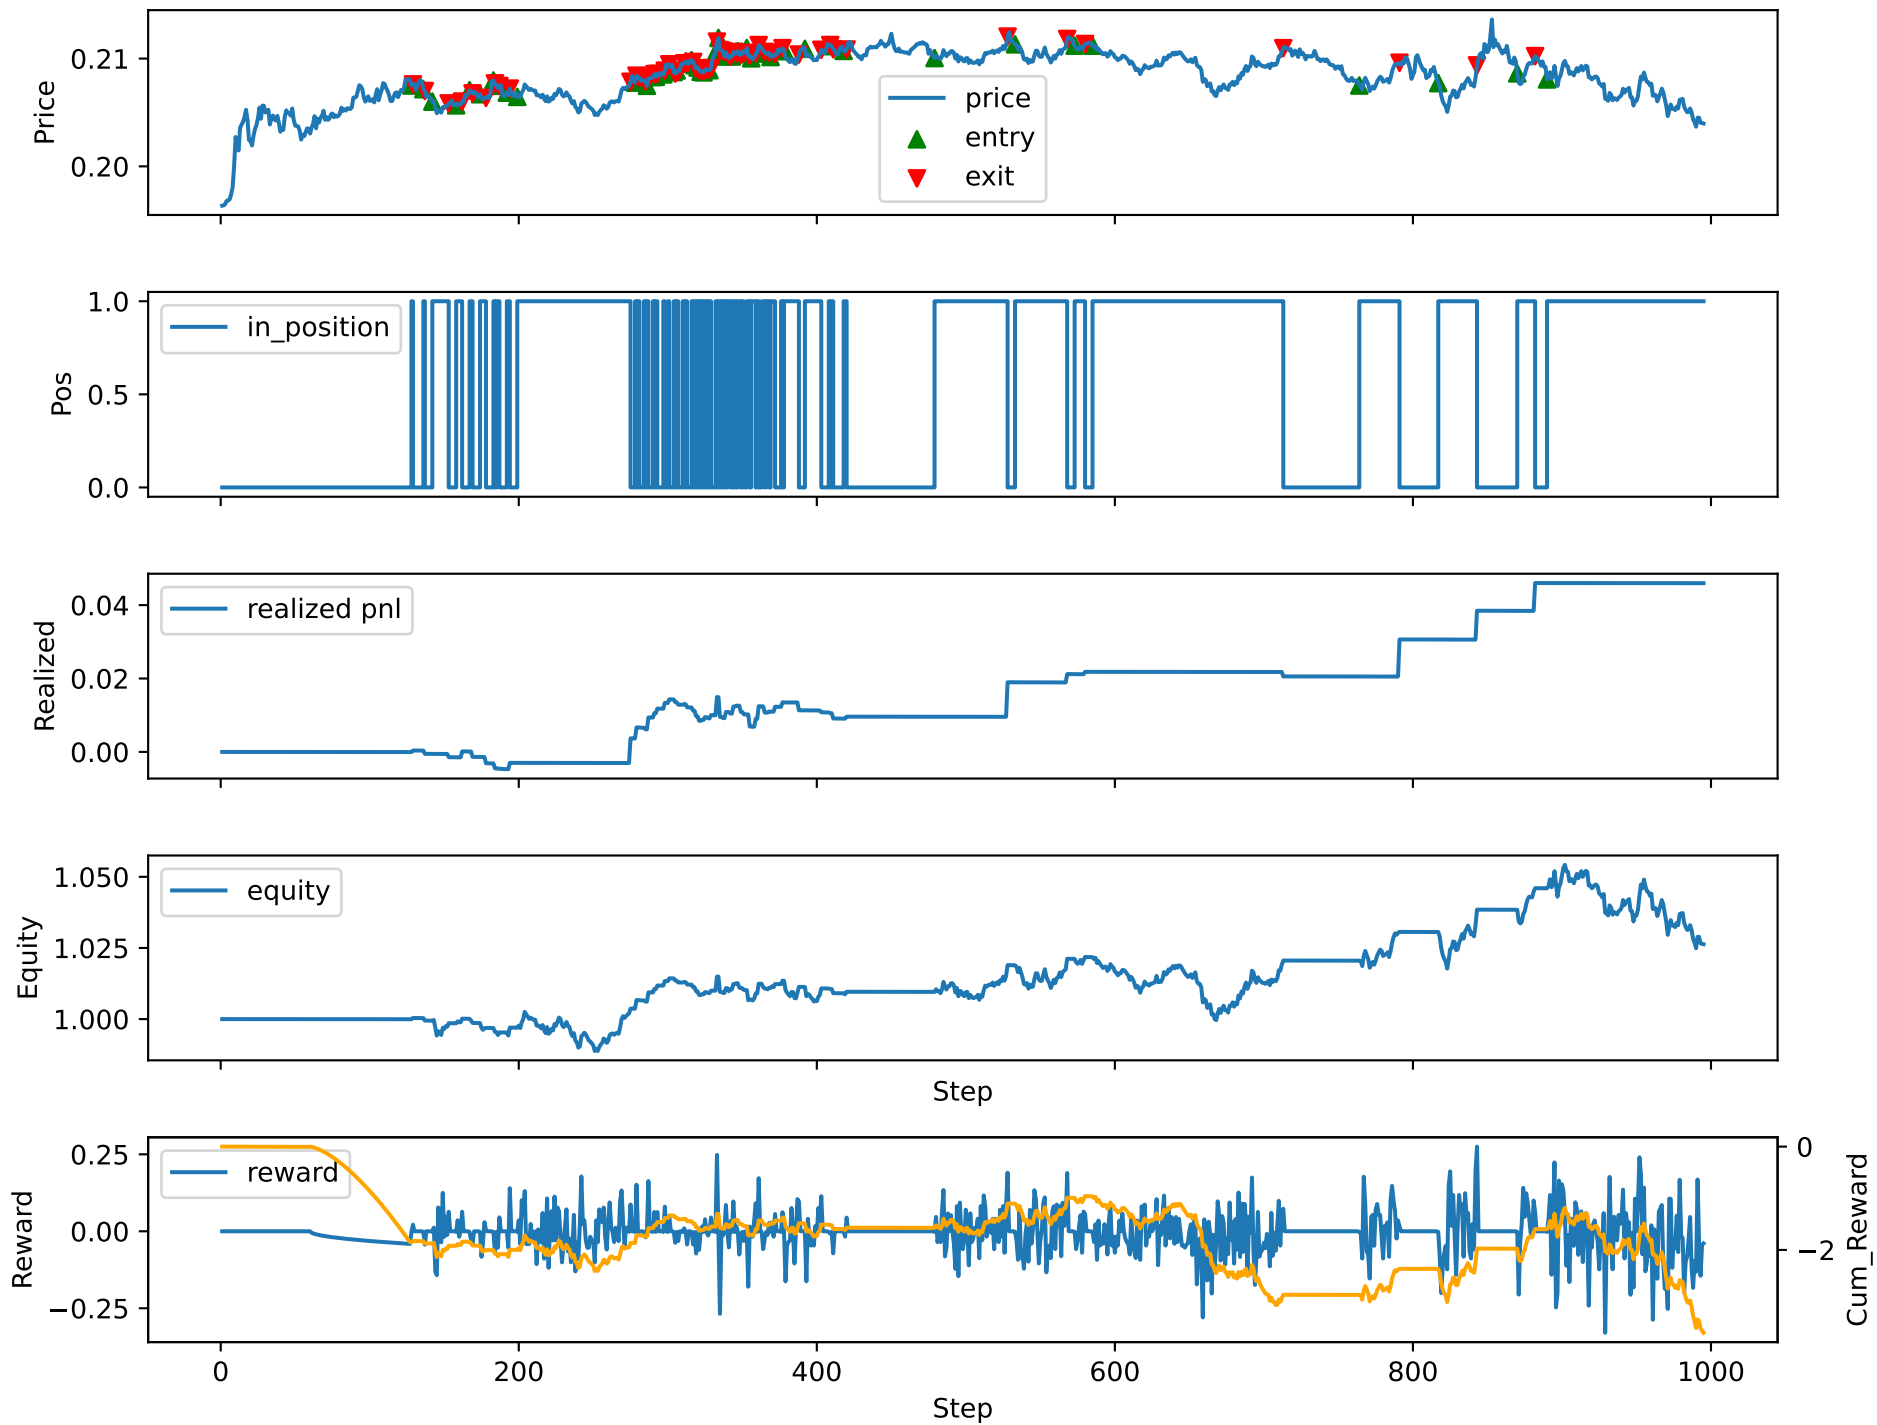 0.21
0.20
Price
price
entry
exit
1.0
0.5
0.0
Pos
in_position
0.04
0.02
0.00
Realized
realized pnl
1.050
1.025
1.000
Equity
equity
Step
0.25
0.00
−0.25
Reward
reward
0
−2
Cum_Reward
0 200 400 600 800 1000
Step